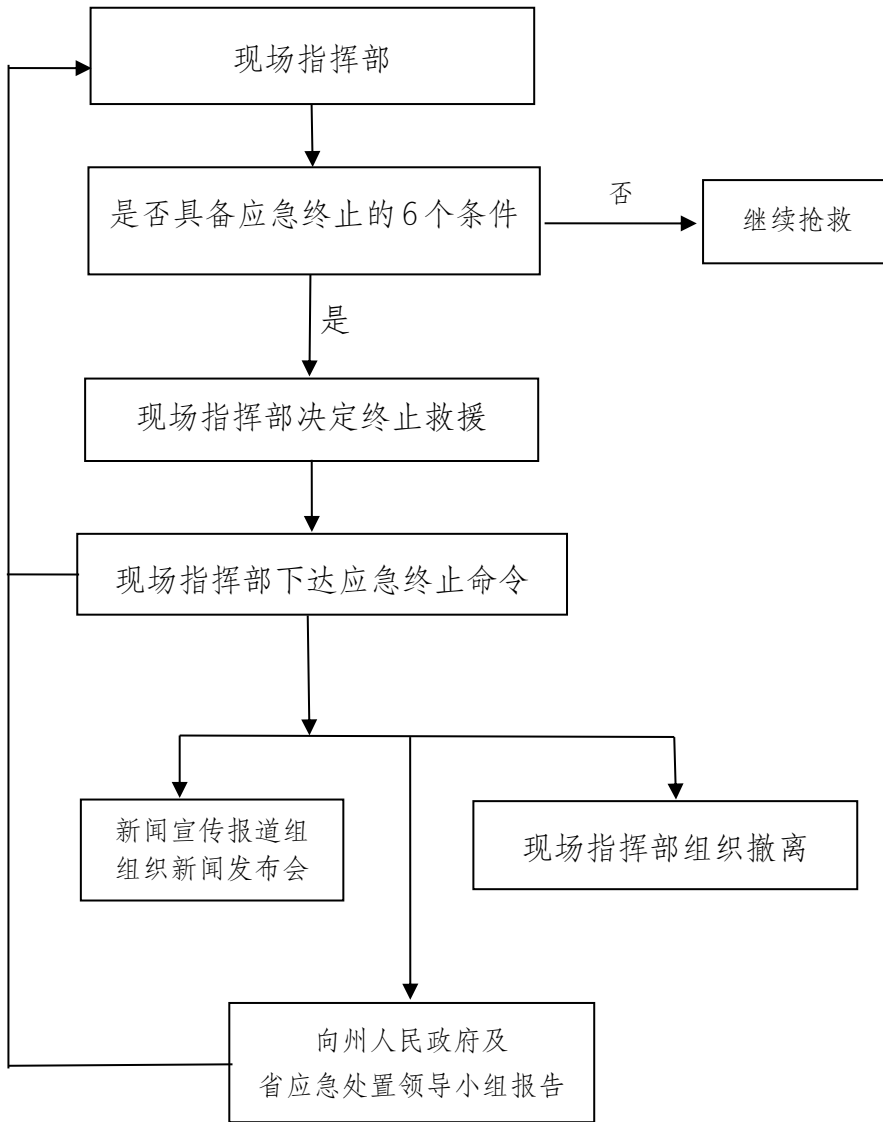 现场指挥部
是否具备应急终止的6个条件
否
继续抢救
是
现场指挥部决定终止救援
现场指挥部下达应急终止命令
新闻宣传报道组
组织新闻发布会
现场指挥部组织撤离
向州人民政府及
省应急处置领导小组报告